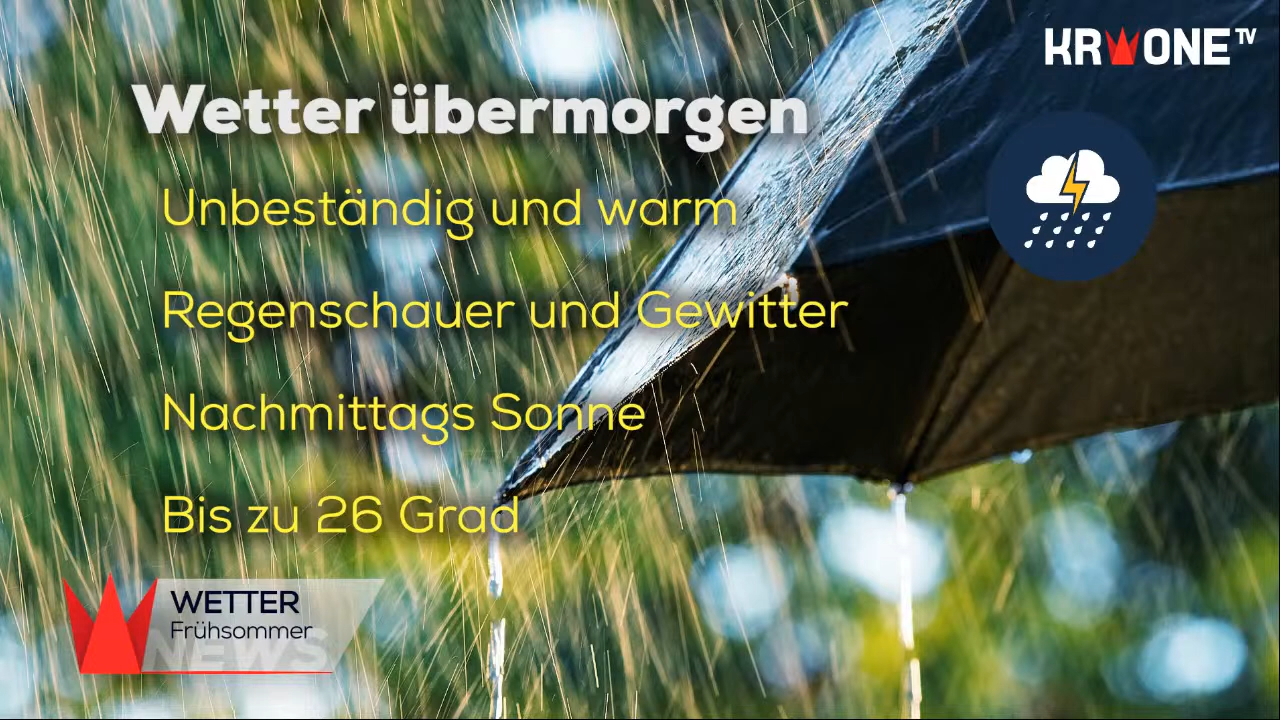 KRONE TV
Wetter übermorgen
Unbeständig und warm
Regenschauer und Gewitter
Nachmittags Sonne
Bis zu 26 Grad
WETTER
Frühsommer
NEWS